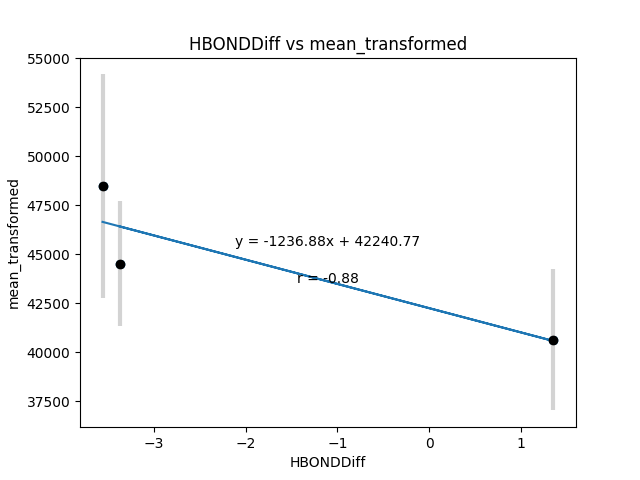 HBONDDiff vs mean_transformed
55000
52500
50000
47500
45000
42500
40000
37500
mean_transformed
y = -1236.88x + 42240.77
r = -0.88
−3
−2
−1
0
1
HBONDDiff